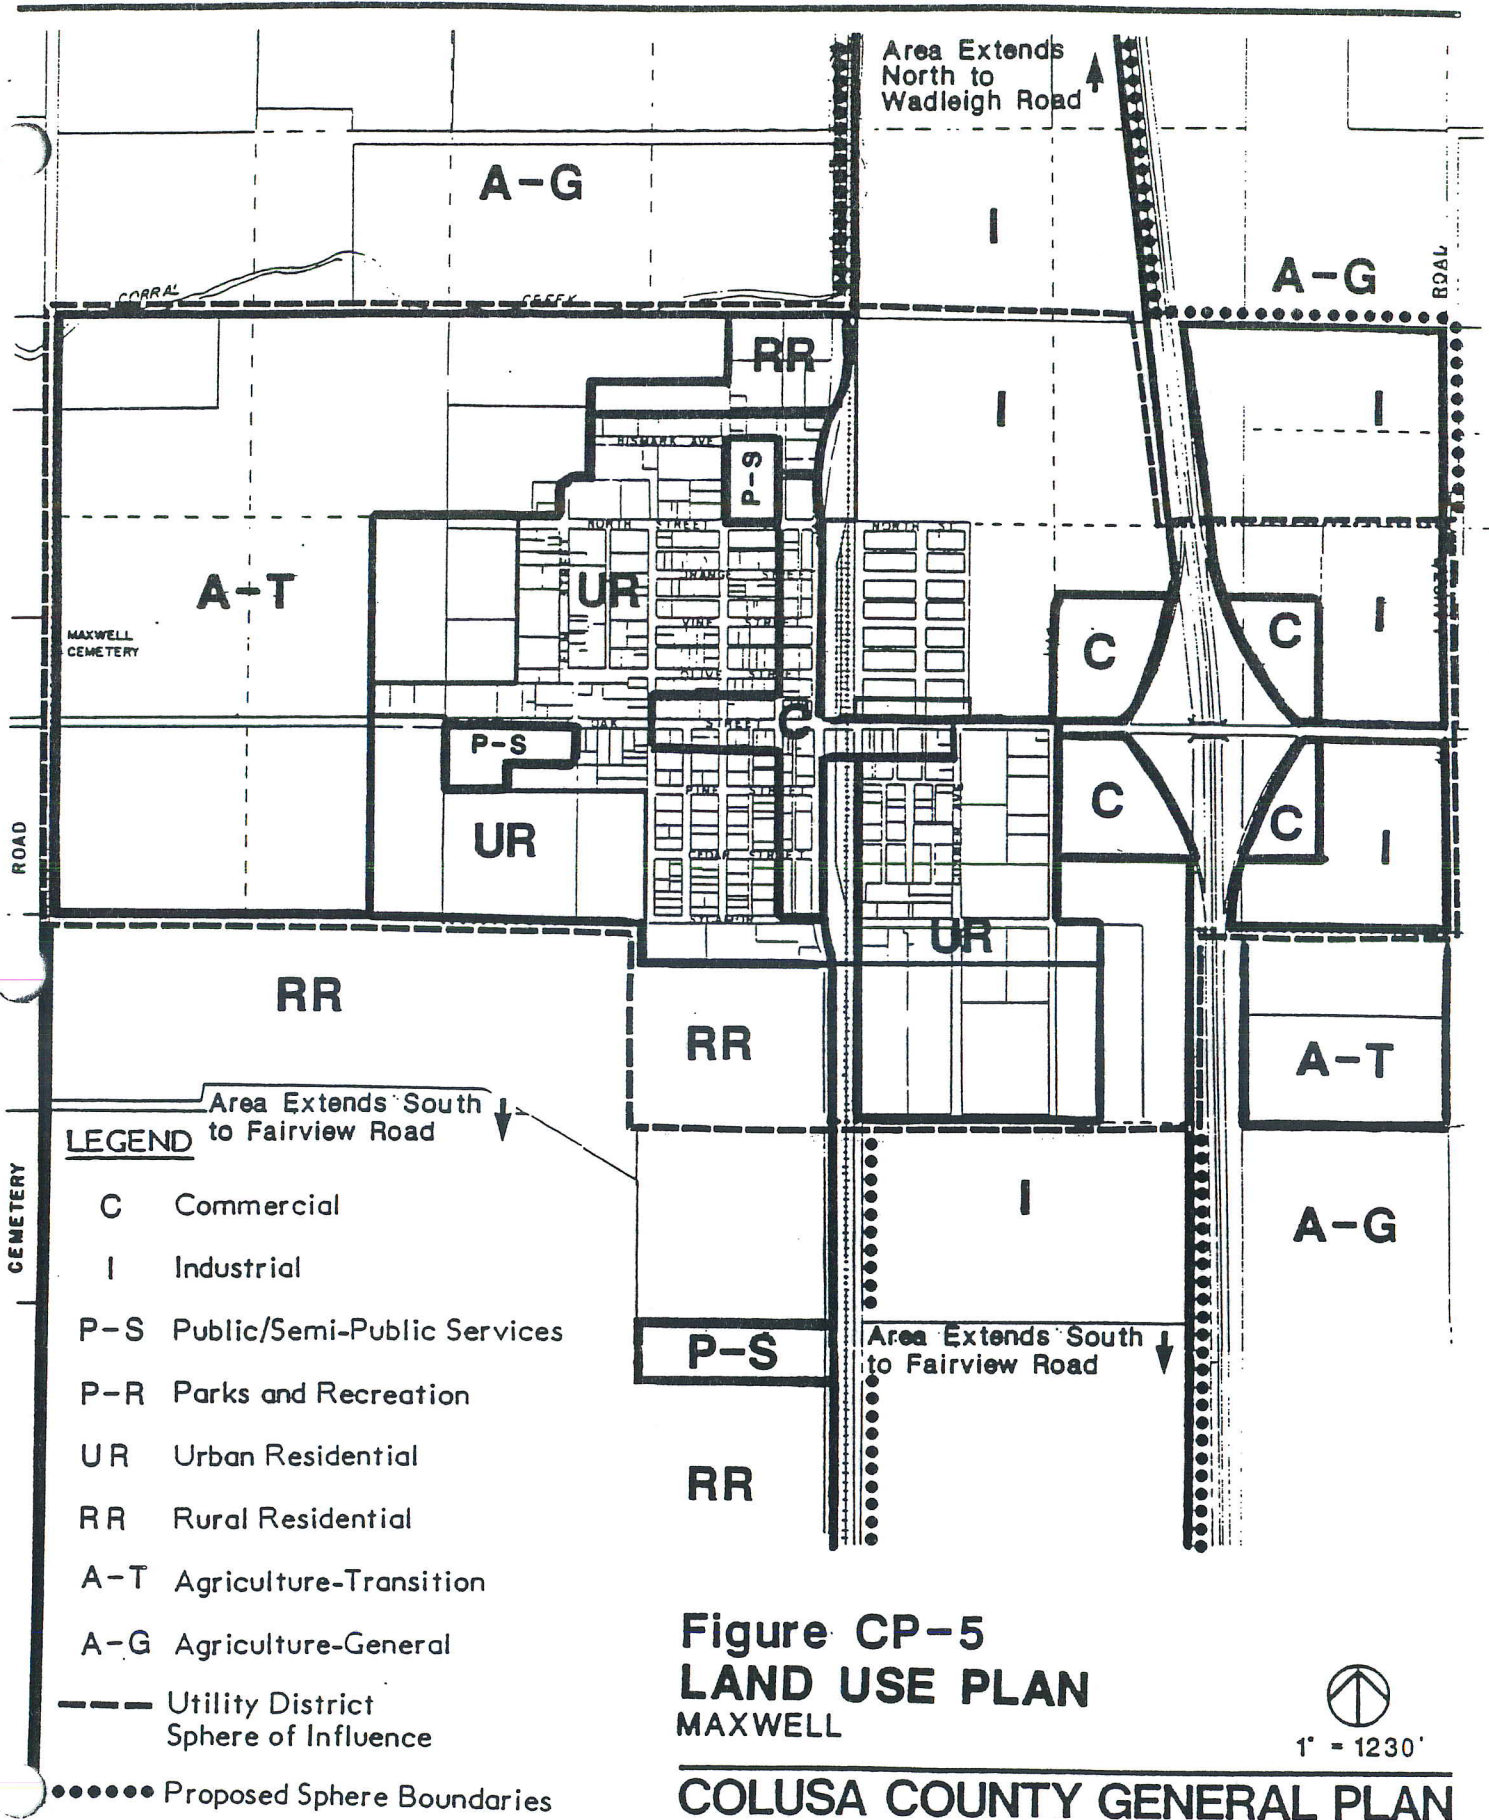 Area Extends
North to
Wadleigh Road
A-G
I
A-G
CORRAL
CREEK
RR
I
I
BISMARK AVE
P-S
NORTH STREET
NORTH ST
A-T
UR
STREET
VINE STREET
I
C
C
MAXWELL
CEMETERY
OLIVE STREET
OAK STREET
C
P-S
PINE STREET
C
C
UR
I
CEDAR STREET
ROAD
UR
RR
RR
A-T
Area Extends South
to Fairview Road
LEGEND
CEMETERY
C Commercial
I Industrial
P-S Public/Semi-Public Services
P-R Parks and Recreation
UR Urban Residential
RR Rural Residential
A-T Agriculture-Transition
A-G Agriculture-General
Utility District
Sphere of Influence
Proposed Sphere Boundaries
I
A-G
P-S
Area Extends South
to Fairview Road
RR
Figure CP-5
LAND USE PLAN
MAXWELL
1" = 1230'
COLUSA COUNTY GENERAL PLAN